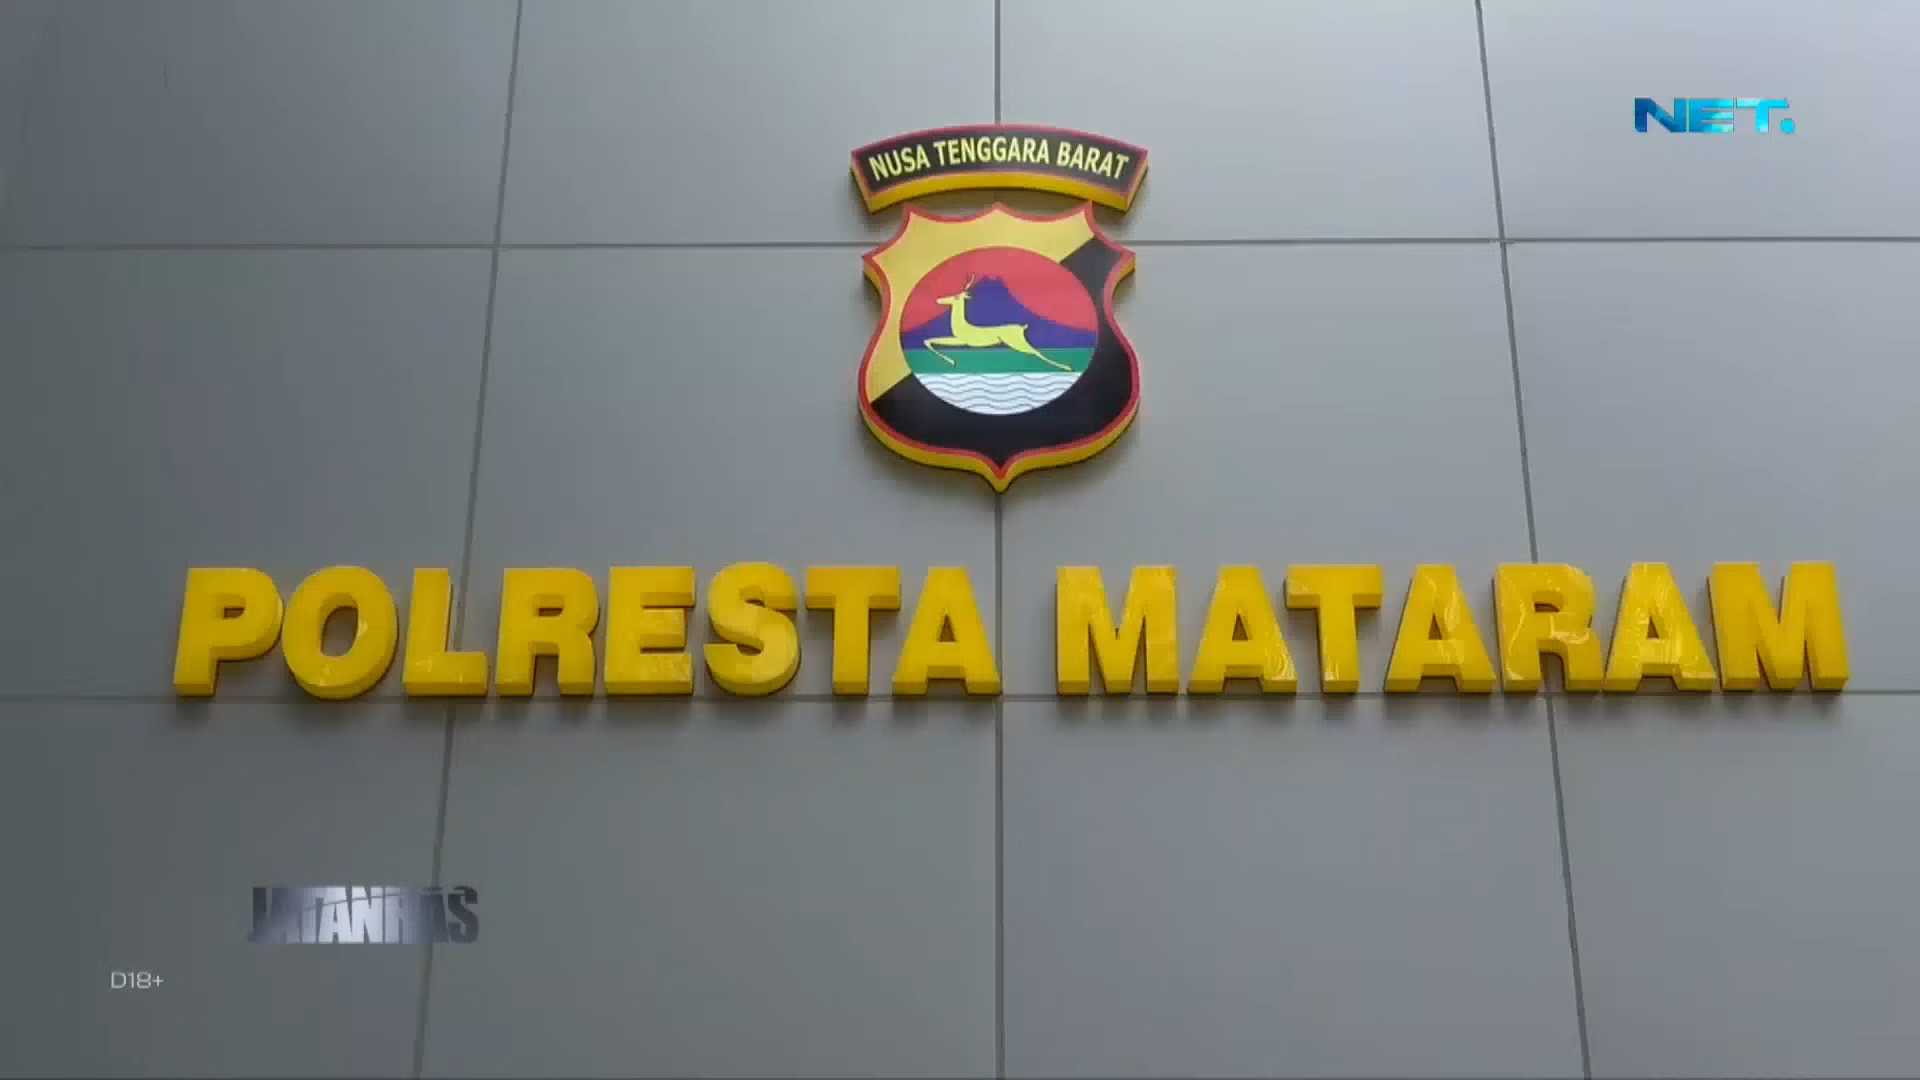 NET.
NUSA TENGGARA BARAT
POLRESTA MATARAM
JATANRAS
D18+